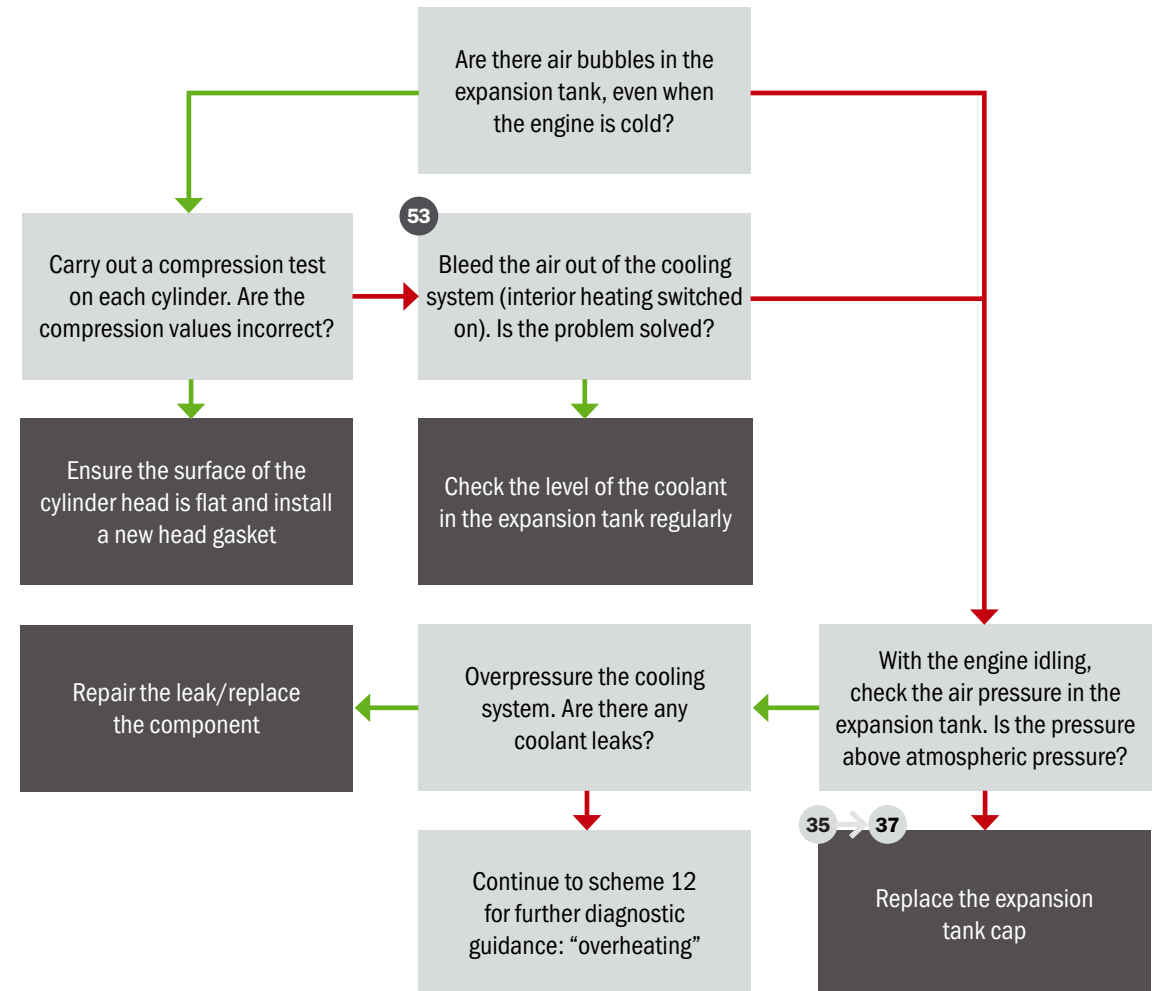 Are there air bubbles in the
expansion tank, even when
the engine is cold?
Carry out a compression test
on each cylinder. Are the
compression values incorrect?
53
Bleed the air out of the cooling
system (interior heating switched
on). Is the problem solved?
Ensure the surface of the
cylinder head is flat and install
a new head gasket
Check the level of the coolant
in the expansion tank regularly
Repair the leak/replace
the component
Overpressure the cooling
system. Are there any
coolant leaks?
With the engine idling,
check the air pressure in the
expansion tank. Is the pressure
above atmospheric pressure?
Continue to scheme 12
for further diagnostic
guidance: “overheating”
35 37
Replace the expansion
tank cap